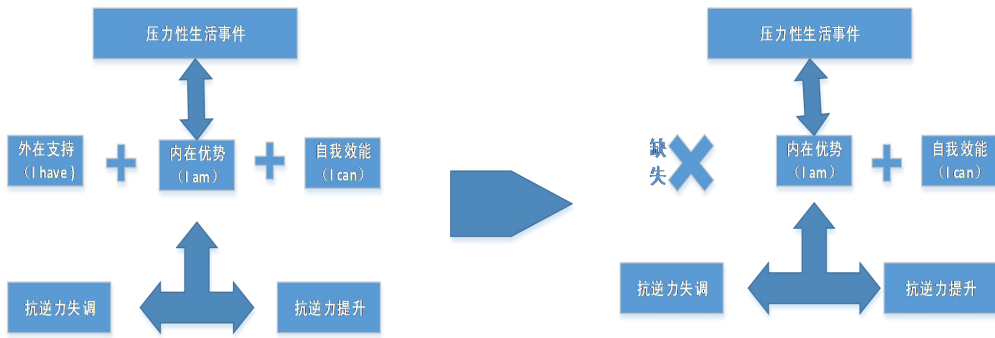 压力性生活事件
外在支持
（I have）
内在优势
（I am）
自我效能
（I can）
抗逆力失调
抗逆力提升
压力性生活事件
缺
失
内在优势
（I am）
自我效能
（I can）
抗逆力失调
抗逆力提升